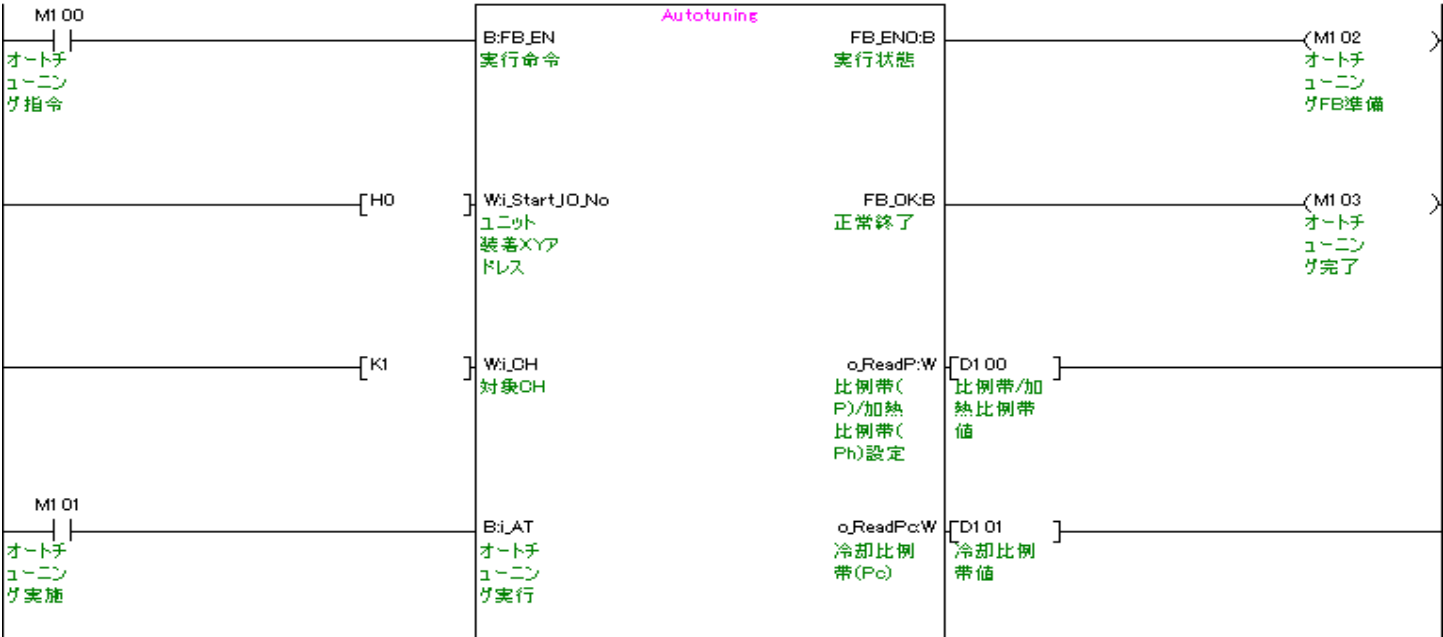 Autotuning
M100
オートチ
ューニン
グ指令
B:FB_EN
実行命令
FB_ENO:B
実行状態
M102
オートチ
ューニン
グFB準備
H0
W:i_Start_IO_No
ユニット
装着XYア
ドレス
FB_OK:B
正常終了
M103
オートチ
ューニン
グ完了
K1
W:i_CH
対象CH
o_ReadP:W
比例帯(
P)/加熱
比例帯(
Ph)設定
D100
比例帯/加
熱比例帯
値
M101
オートチ
ューニン
グ実施
B:i_AT
オートチ
ューニン
グ実行
o_ReadPc:W
冷却比例
帯(Pc)
D101
冷却比例
帯値